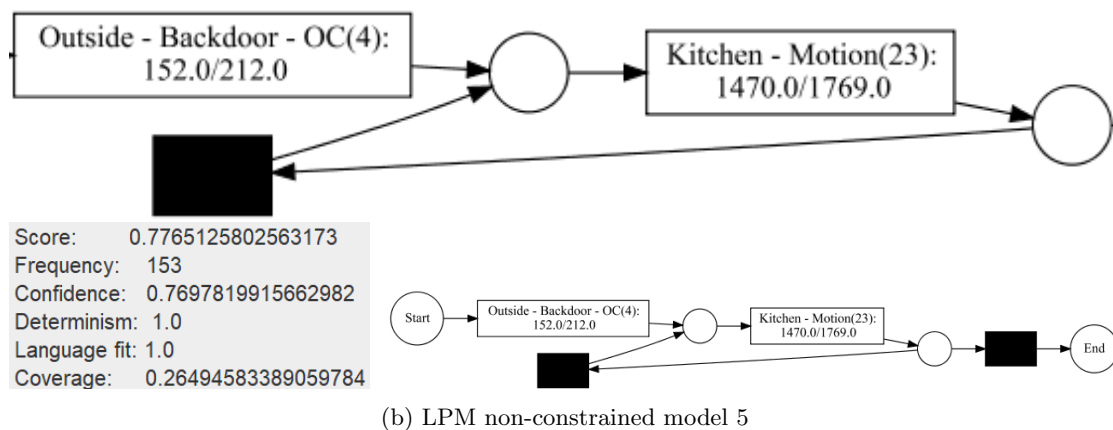 Outside - Backdoor - OC(4):
152.0/212.0
Kitchen - Motion(23):
1470.0/1769.0
Score: 0.7765125802563173
Frequency: 153
Confidence: 0.7697819915662982
Determinism: 1.0
Language fit: 1.0
Coverage: 0.26494583389059784
Start
Outside - Backdoor - OC(4):
152.0/212.0
Kitchen - Motion(23):
1470.0/1769.0
End
(b) LPM non-constrained model 5